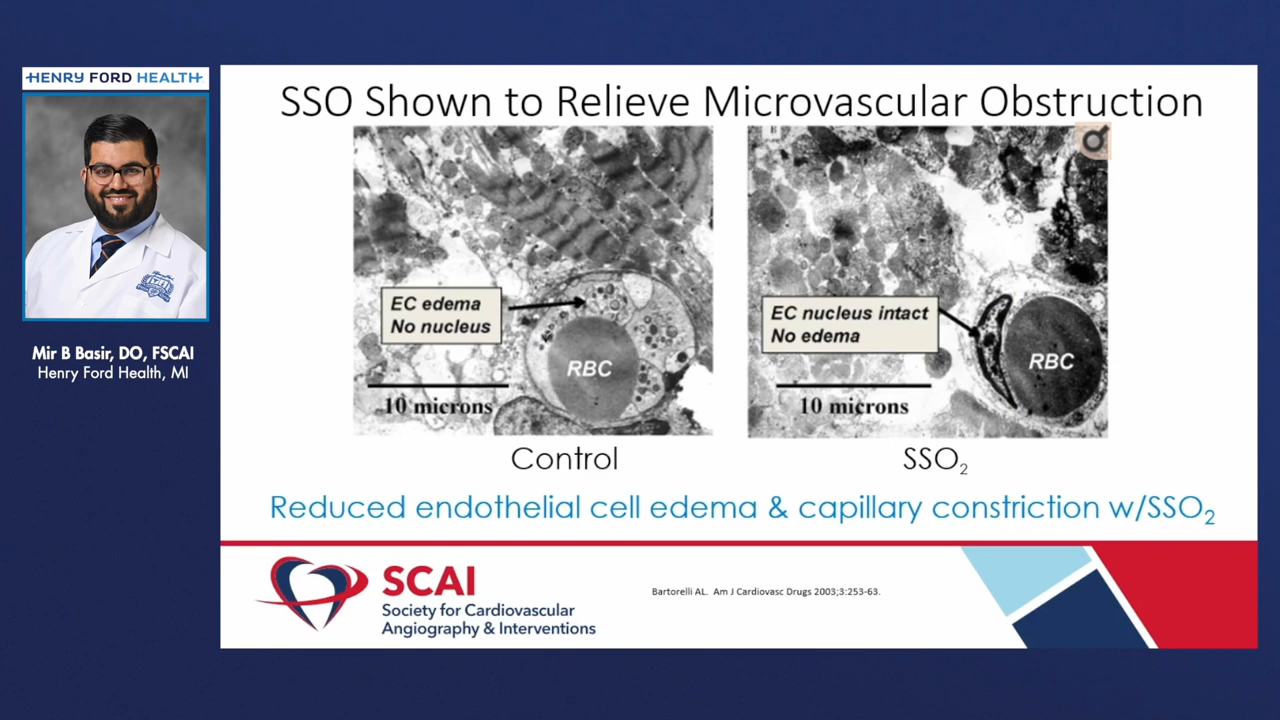 HENRY FORD HEALTH
Mir B Basir, DO, FSCAI
Henry Ford Health, MI
SSO Shown to Relieve Microvascular Obstruction
EC edema
No nucleus
RBC
10 microns
EC nucleus intact
No edema
RBC
10 microns
Control
SSO₂
Reduced endothelial cell edema & capillary constriction w/SSO₂
SCAI
Society for Cardiovascular
Angiography & Interventions
Bartorelli AL. Am J Cardiovasc Drugs 2003;3:253-63.